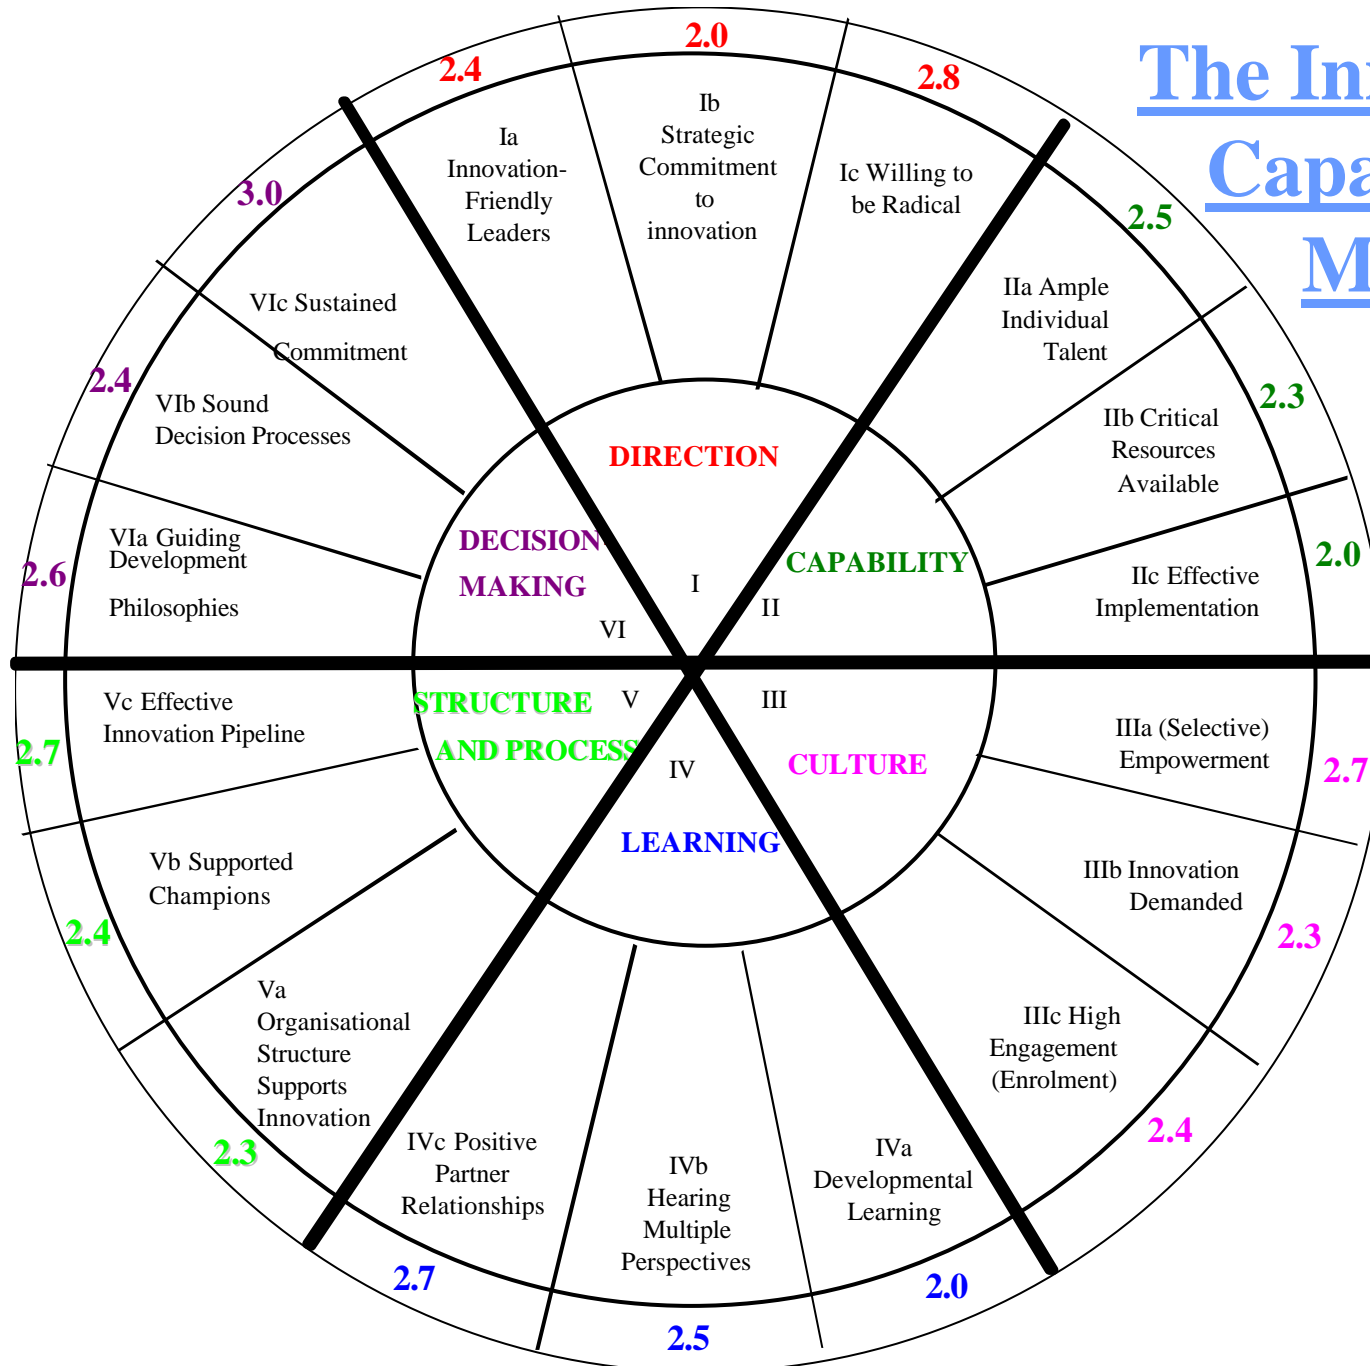 The In
Capa
M
2.4
2.0
2.8
Ia
Innovation-
Friendly
Leaders
Ib
Strategic
Commitment
to
innovation
Ic Willing to
be Radical
2.5
2.3
2.0
IIa Ample
Individual
Talent
IIb Critical
Resources
Available
IIc Effective
Implementation
2.7
2.3
2.4
IIIa (Selective)
Empowerment
IIIb Innovation
Demanded
IIIc High
Engagement
(Enrolment)
2.0
2.5
2.7
IVa
Developmental
Learning
IVb
Hearing
Multiple
Perspectives
IVc Positive
Partner
Relationships
2.3
2.4
2.7
Va
Organisational
Structure
Supports
Innovation
Vb Supported
Champions
Vc Effective
Innovation Pipeline
2.6
2.4
3.0
VIa Guiding
Development
Philosophies
VIb Sound
Decision Processes
VIc Sustained
Commitment
DIRECTION
I
CAPABILITY
II
III
CULTURE
IV
LEARNING
STRUCTURE
V
AND PROCESS
DECISION-
MAKING
VI